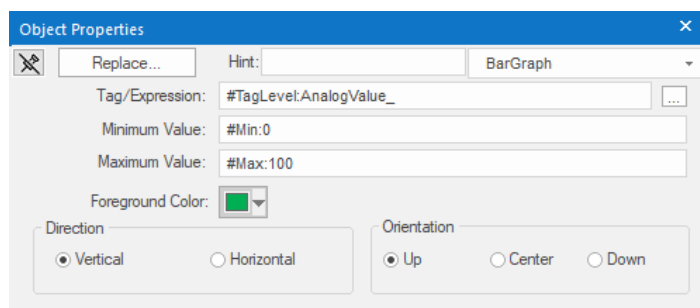 Object Properties
Replace... Hint: BarGraph
Tag/Expression: #TagLevel:AnalogValue_ ...
Minimum Value: #Min:0
Maximum Value: #Max:100
Foreground Color:
Direction Orientation
Vertical Horizontal Up Center Down